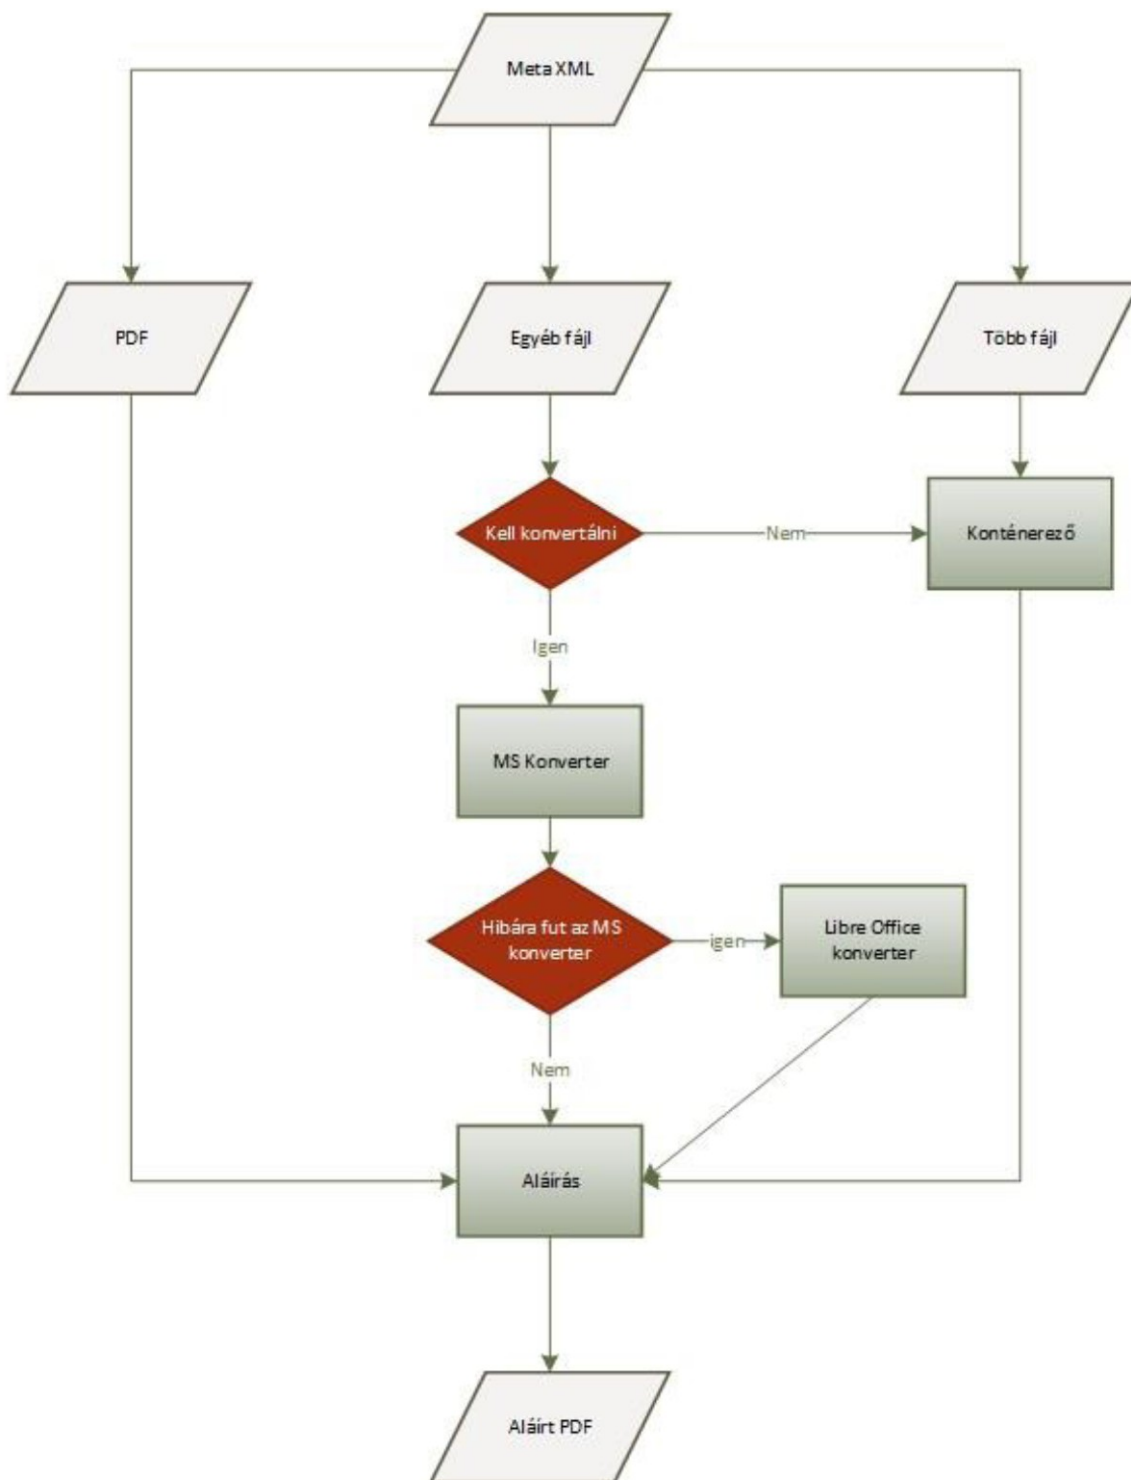 Meta XML
PDF
Egyéb fájl
Több fájl
Kell konvertálni
Nem
Konténerező
Igen
MS Konverter
Hibára fut az MS
konverter
igen
Libre Office
konverter
Nem
Aláírás
Aláírt PDF